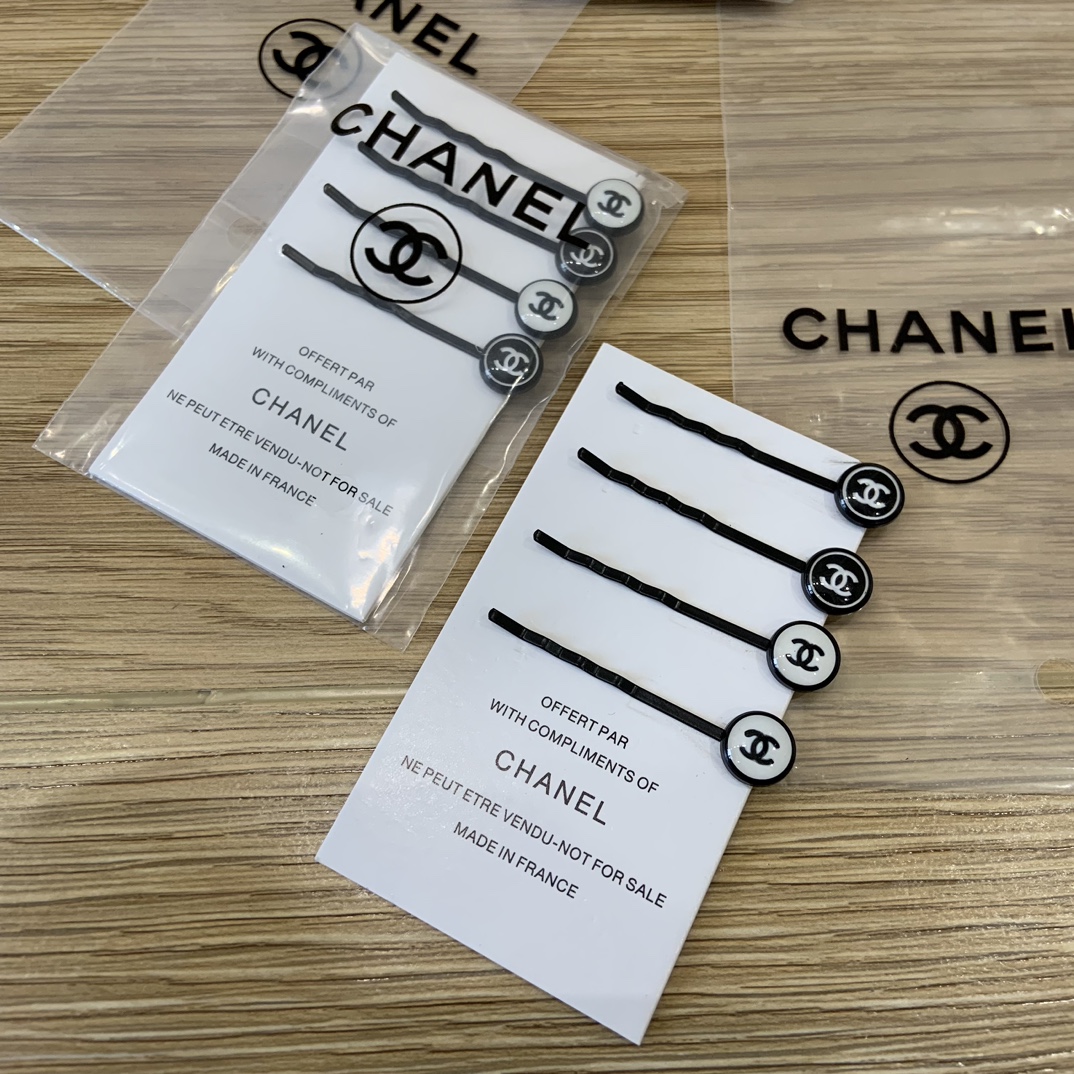 CHANEL
CHANEL
OFFERT PAR
WITH COMPLIMENTS OF
CHANEL
NE PEUT ETRE VENDU-NOT FOR SALE
MADE IN FRANCE
CHANEL
OFFERT PAR
WITH COMPLIMENTS OF
CHANEL
NE PEUT ETRE VENDU-NOT FOR SALE
MADE IN FRANCE